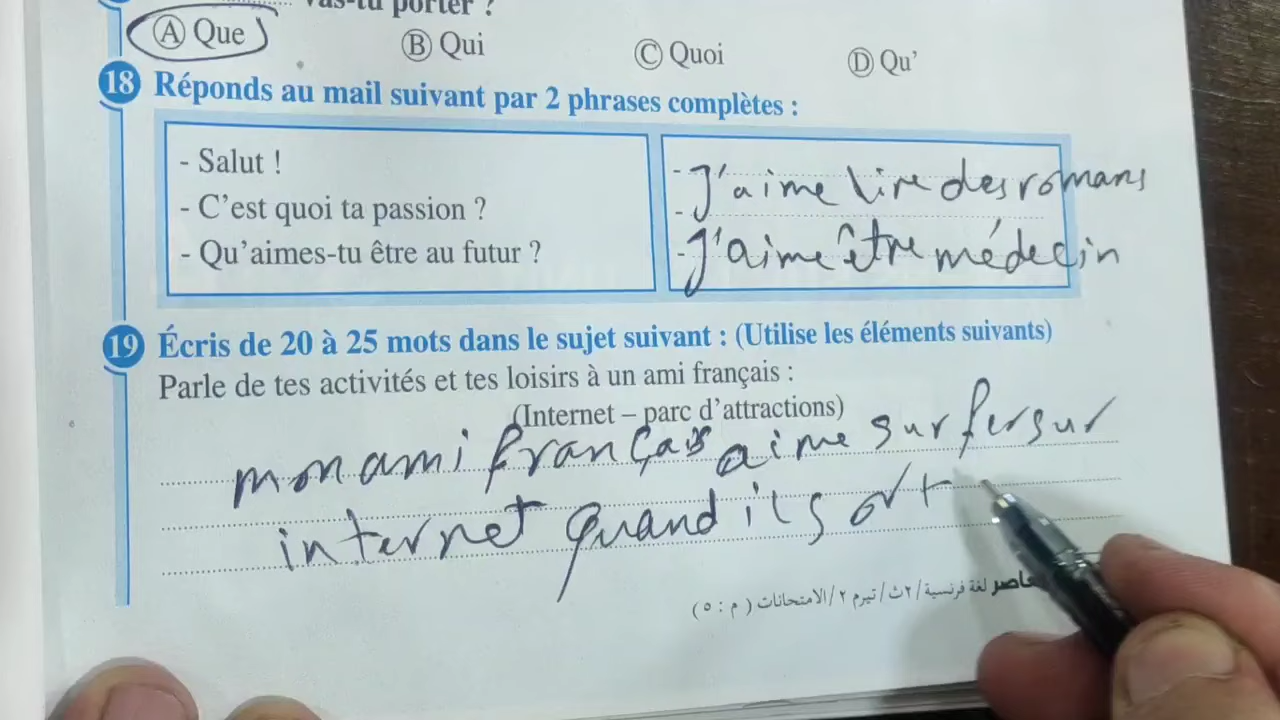 vas-tu porter ?
Ⓐ Que Ⓑ Qui Ⓒ Quoi Ⓓ Qu'
18 Réponds au mail suivant par 2 phrases complètes :
- Salut !
- C'est quoi ta passion ?
- Qu'aimes-tu être au futur ?
- J'aime lire des romans
-
- J'aime être médecin
19 Écris de 20 à 25 mots dans le sujet suivant : (Utilise les éléments suivants)
Parle de tes activités et tes loisirs à un ami français :
(Internet – parc d'attractions)
mon ami français aime surfer sur
internet quand il sort
لغة فرنسية/٢ث/تيرم ٢/الامتحانات (م : ٥)